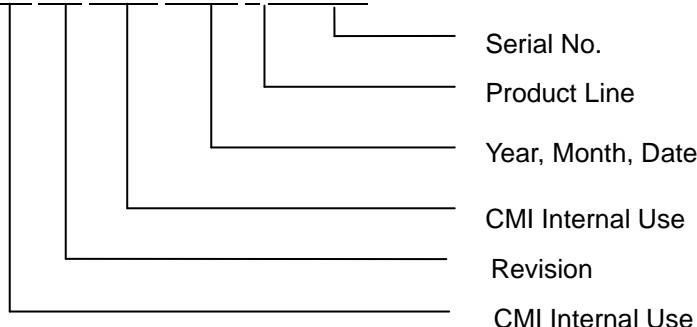 Serial No.
Product Line
Year, Month, Date
CMI Internal Use
Revision
CMI Internal Use